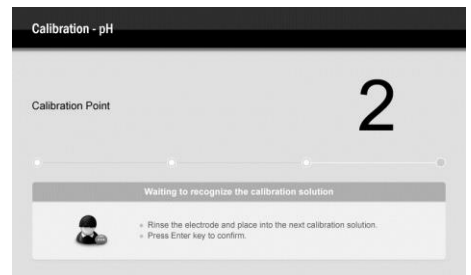 Calibration - pH
Calibration Point
2
Waiting to recognize the calibration solution
Rinse the electrode and place into the next calibration solution.
Press Enter key to confirm.